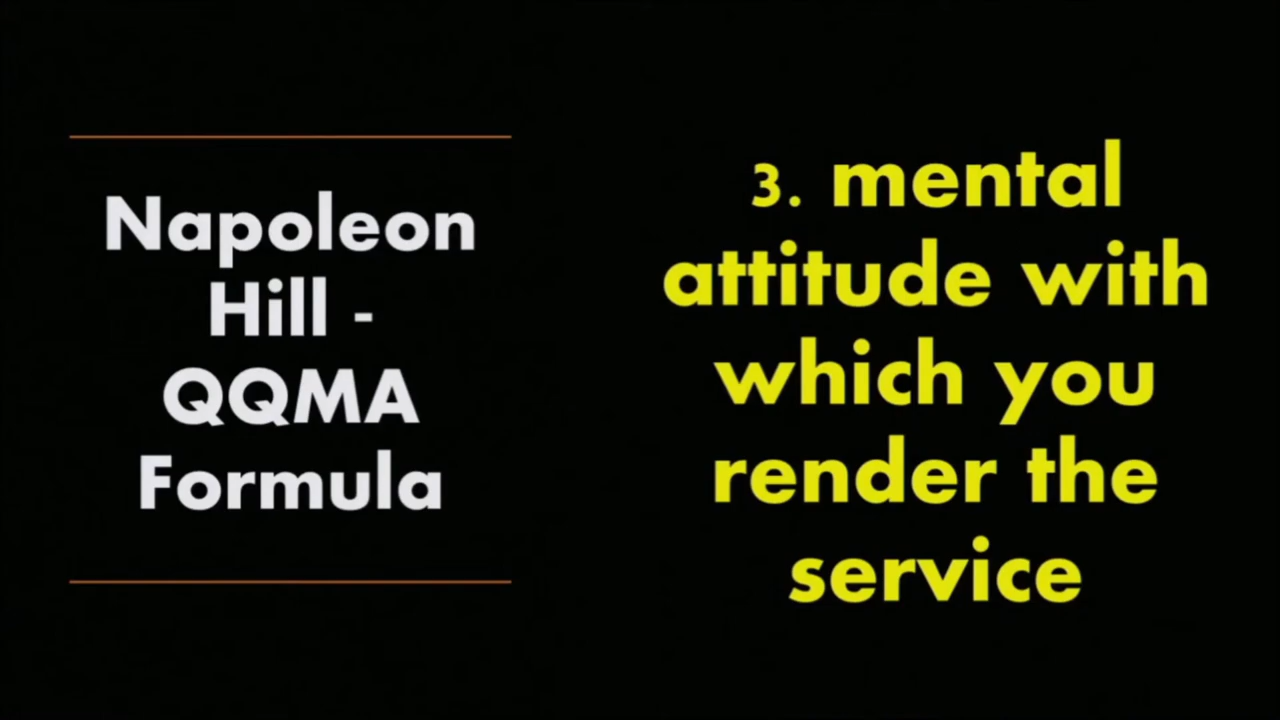 Napoleon
Hill -
QQMA
Formula
3. mental
attitude with
which you
render the
service